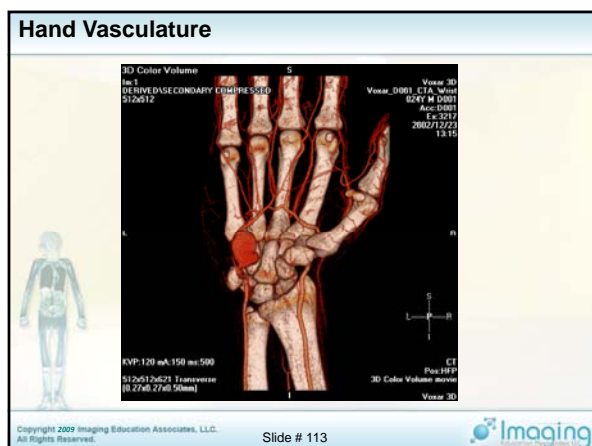 Hand Vasculature
3D Color Volume
S
Im:1
DERIVED\SECONDARY COMPRESSED
512x512
Voxar 3D
Voxar_D001_CTA_Wrist
024Y M D001
Acc:D001
Ex:3217
2002/12/23
13:15
L
R
S
L P R
I
KVP:120 mA:150 ms:500
512x512x621 Transverse
(0.27x0.27x0.50mm)
I
CT
Pos:HFP
3D Color Volume movie
Voxar 3D
Copyright 2009 Imaging Education Associates, LLC.
All Rights Reserved.
Slide # 113
Imaging